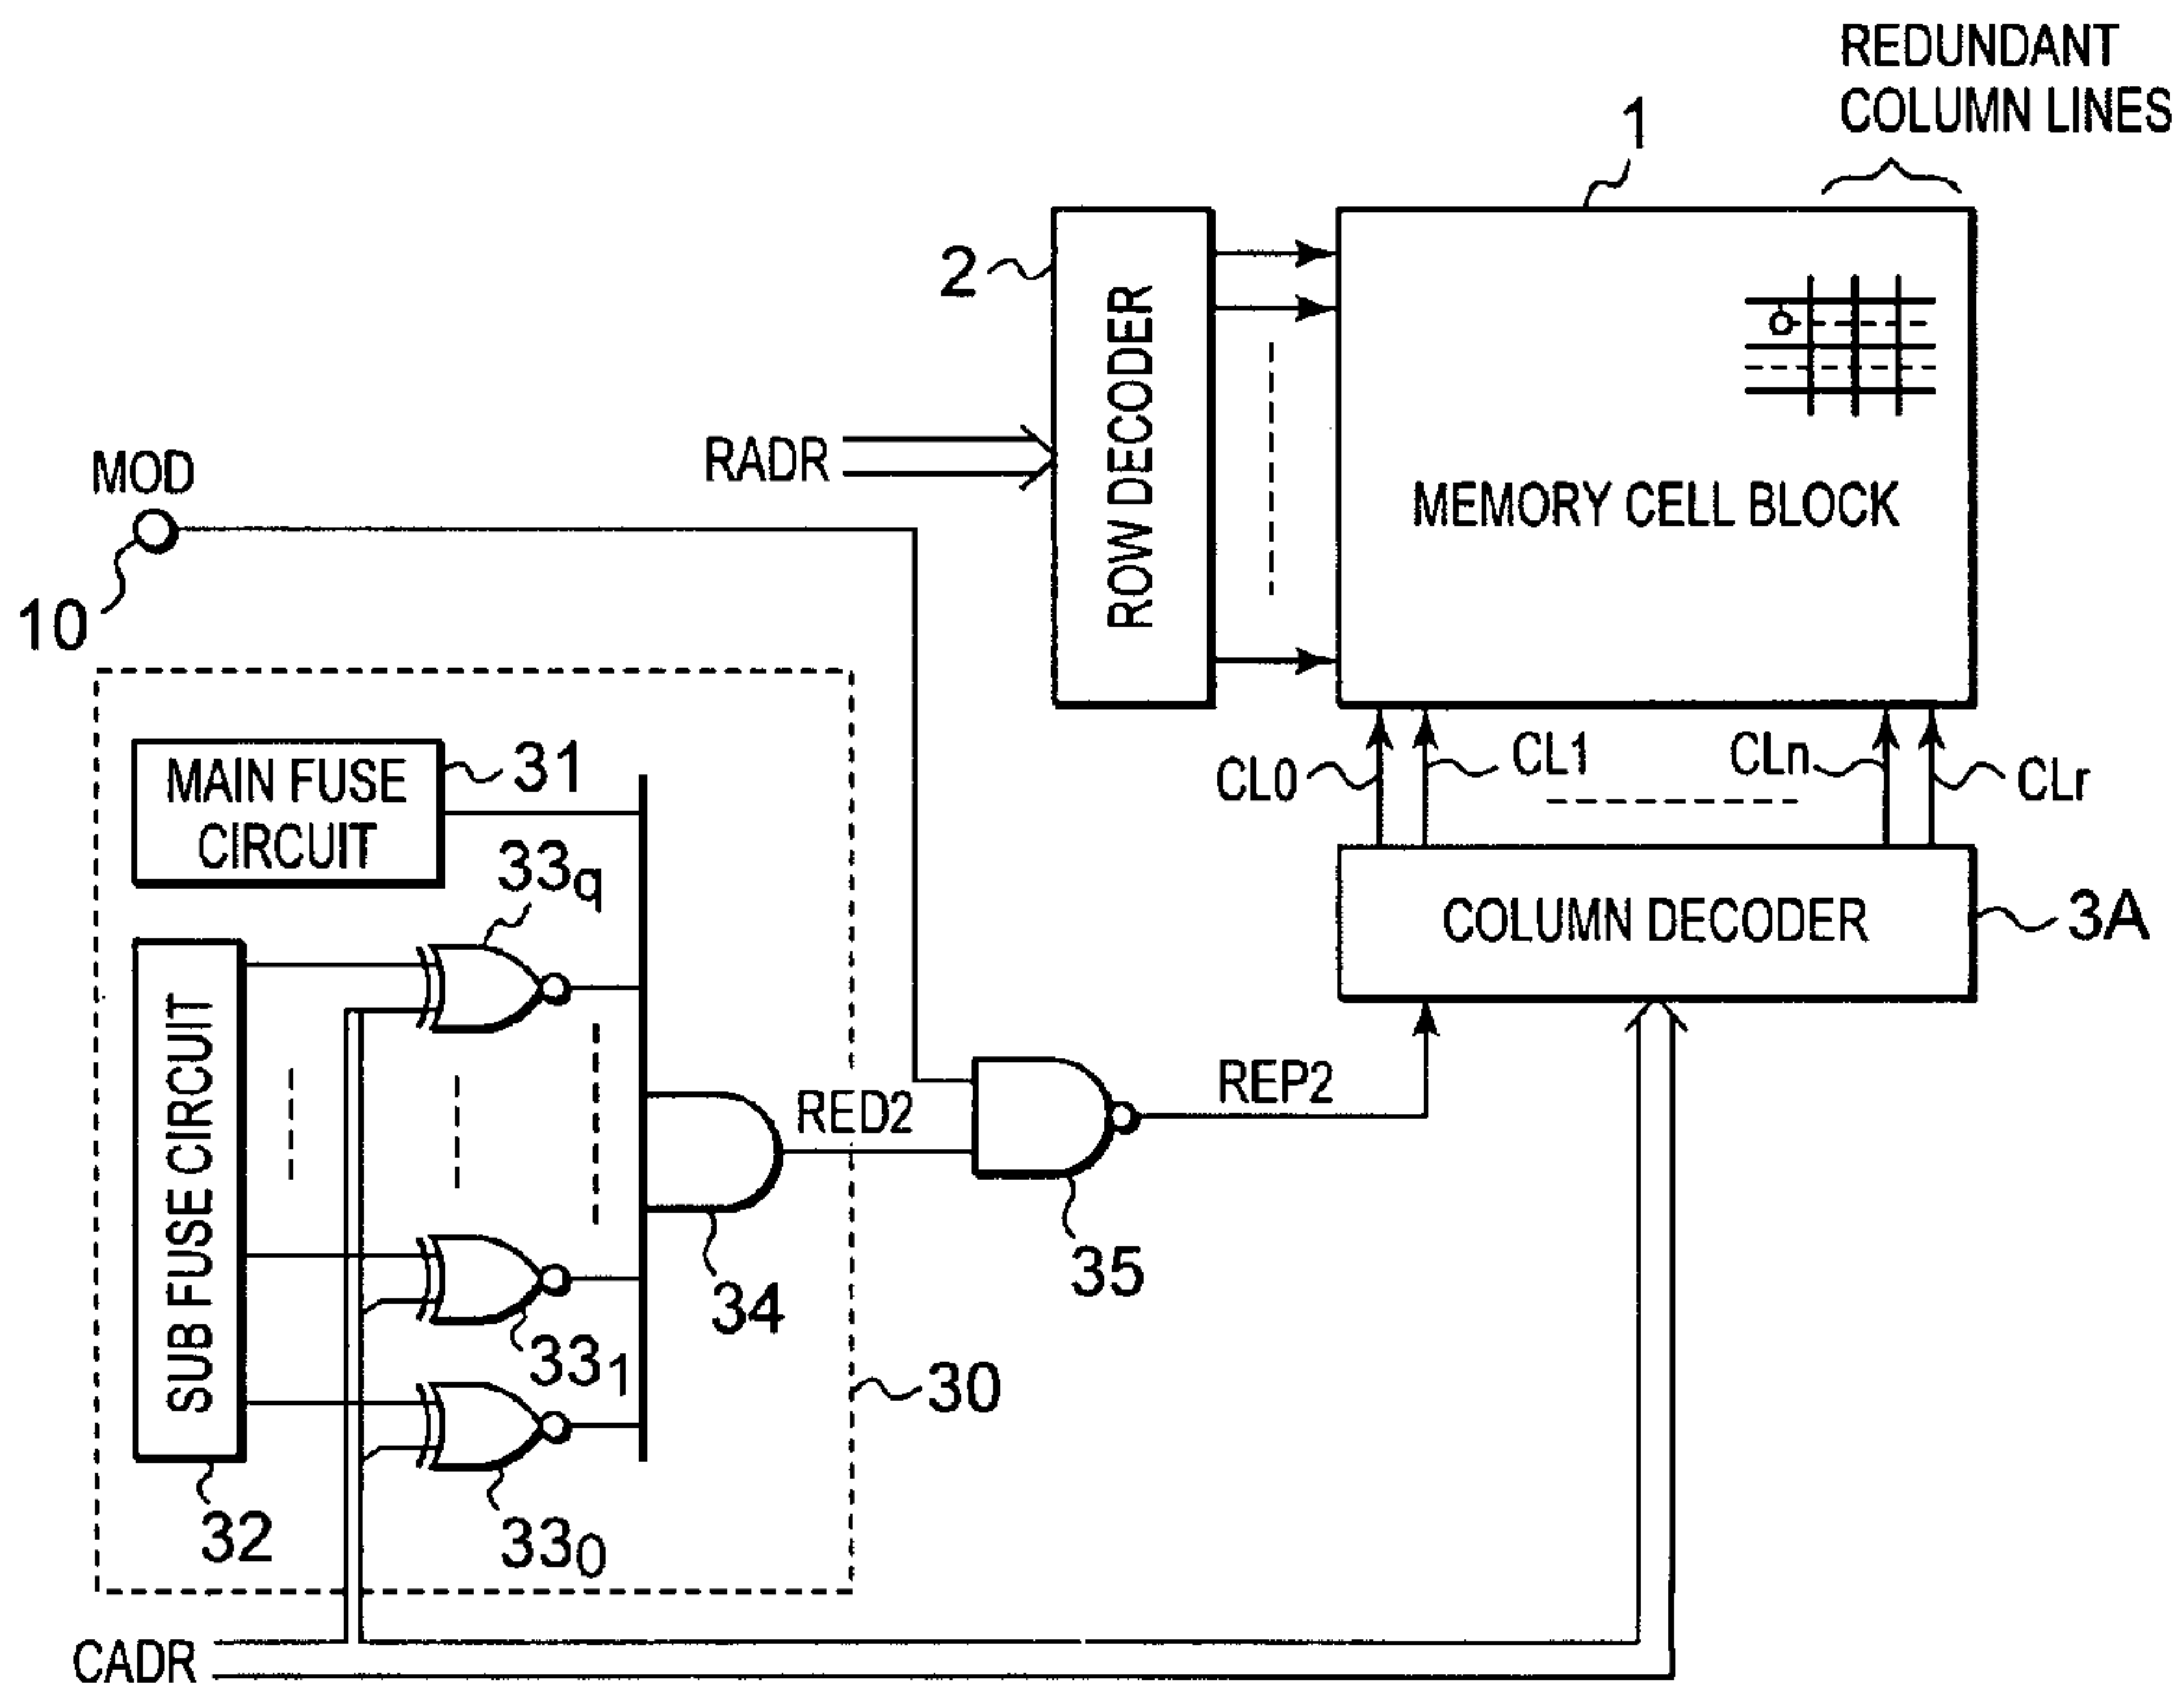 REDUNDANT
COLUMN LINES
1
2
ROW DECODER
MEMORY CELL BLOCK
RADR
MOD
10
MAIN FUSE
CIRCUIT
31
CL0
CL1
CLn
CLr
33q
COLUMN DECODER
3A
SUB FUSE CIRCUIT
RED2
REP2
35
34
331
30
32
330
CADR